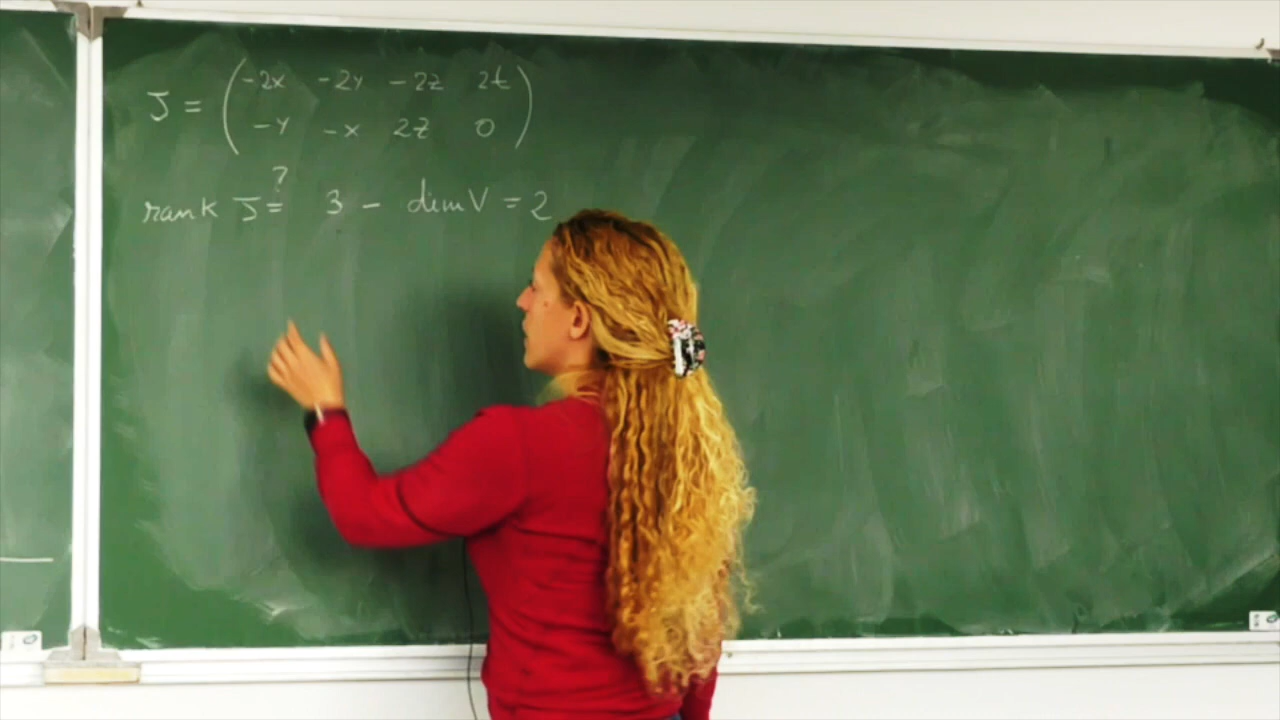 J = ( -2x -2y -2z 2t
-y -x 2z 0 )
rank J ?= 3 - dim V = 2